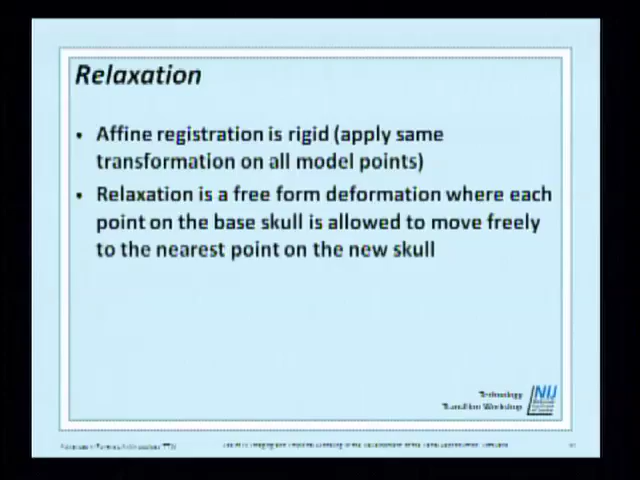 Relaxation
• Affine registration is rigid (apply same
transformation on all model points)
• Relaxation is a free form deformation where each
point on the base skull is allowed to move freely
to the nearest point on the new skull
Technology
Transition Workshop
NIJ